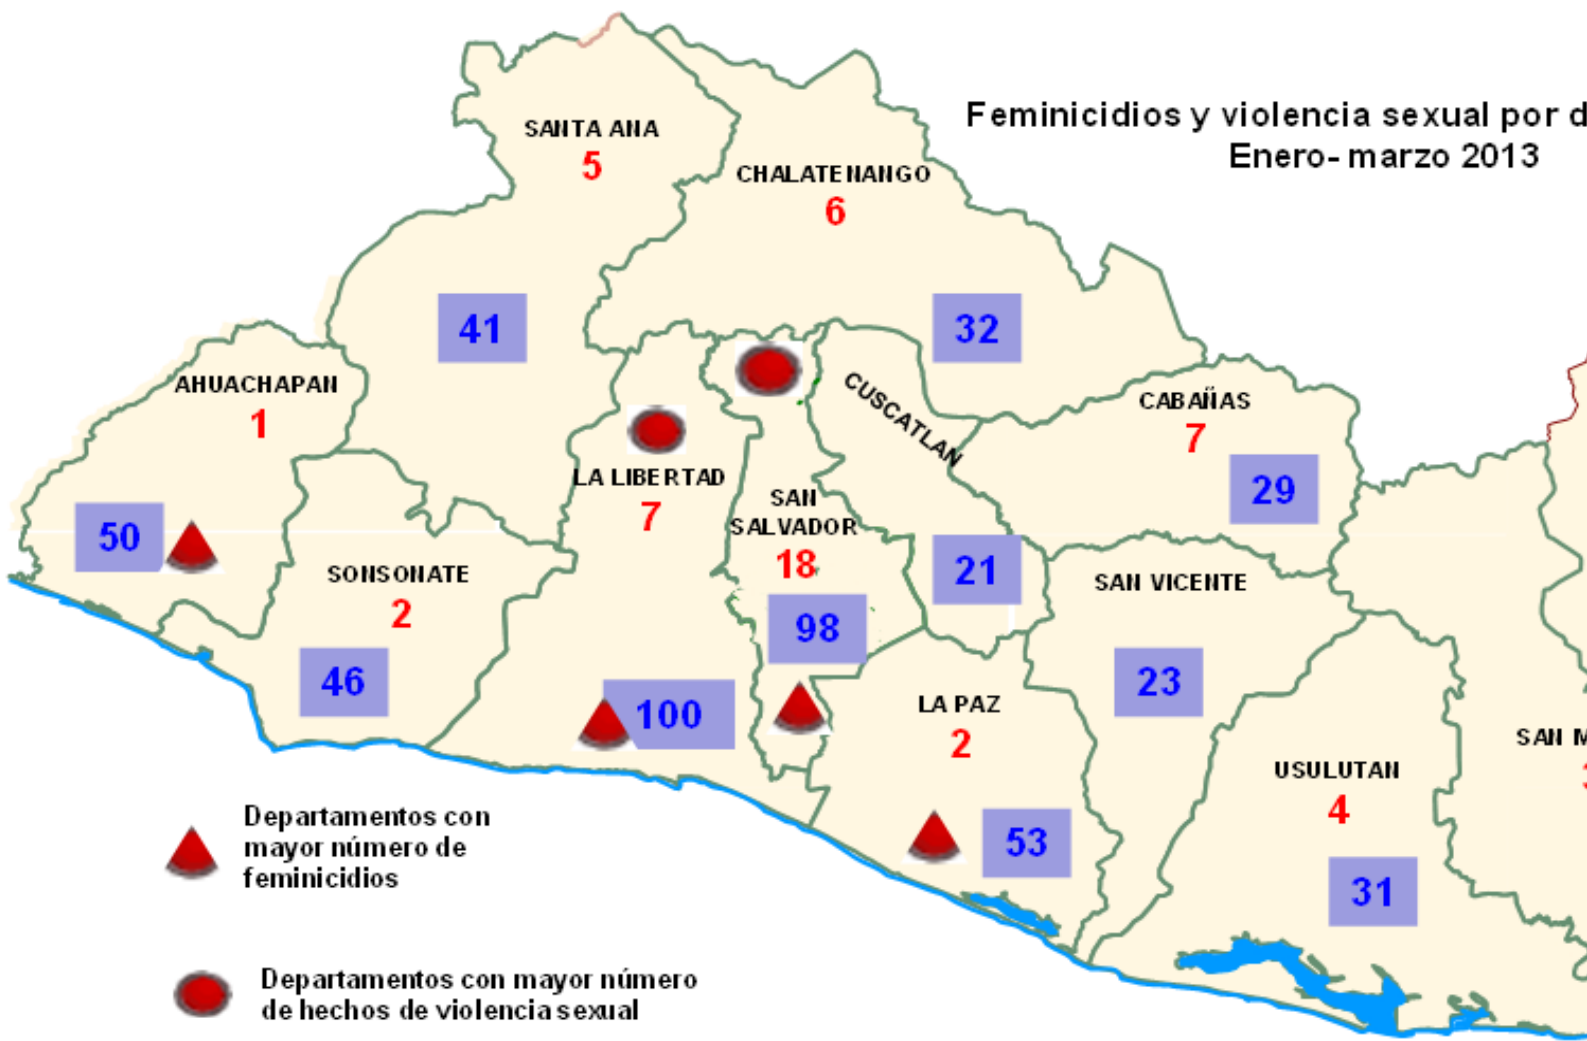 Feminicidios y violencia sexual por d
Enero- marzo 2013
SANTA ANA
5
41
CHALATENANGO
6
32
AHUACHAPAN
1
50
SONSONATE
2
46
LA LIBERTAD
7
100
SAN
SALVADOR
18
98
CUSCATLAN
21
CABAÑAS
7
29
SAN VICENTE
23
LA PAZ
2
53
USULUTAN
4
31
SAN M
Departamentos con
mayor número de
feminicidios
Departamentos con mayor número
de hechos de violencia sexual